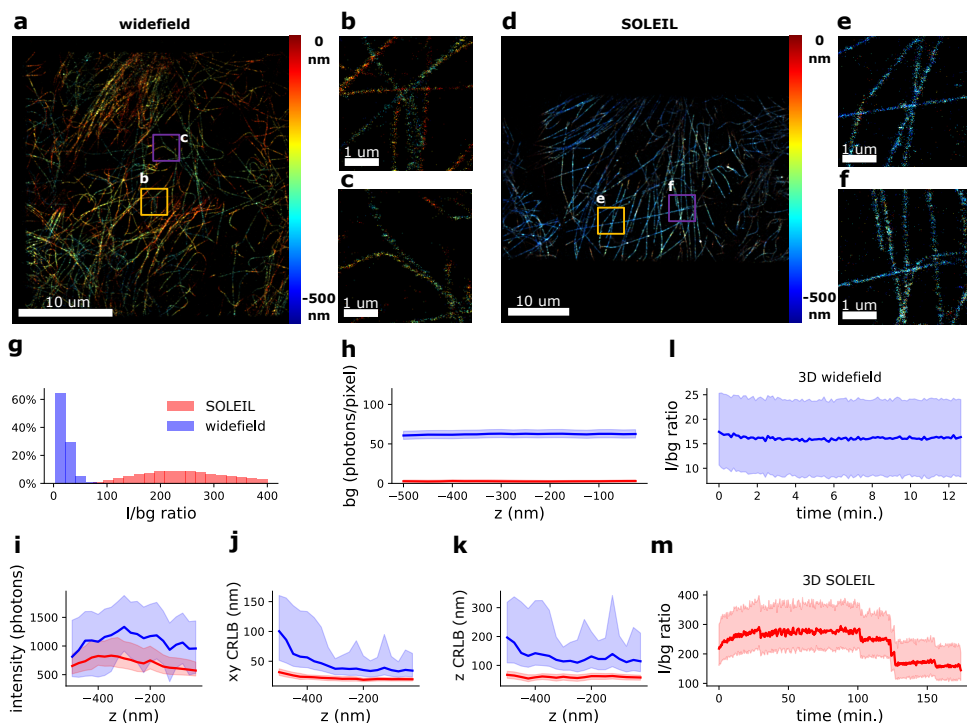 a
widefield
0
nm
c
b
10 um
-500
nm
b
1 um
c
1 um
d
SOLEIL
0
nm
e
f
10 um
-500
nm
e
1 um
f
1 um
g
60%
40%
20%
0%
SOLEIL
widefield
0
100
200
300
400
I/bg ratio
h
bg (photons/pixel)
100
50
0
−500
−400
−300
−200
−100
z (nm)
l
3D widefield
I/bg ratio
25
20
15
10
0
2
4
6
8
10
12
time (min.)
i
intensity (photons)
1500
1000
500
−400
−200
z (nm)
j
xy CRLB (nm)
150
100
50
−400
−200
z (nm)
k
z CRLB (nm)
300
200
100
−400
−200
z (nm)
m
3D SOLEIL
I/bg ratio
400
300
200
100
0
50
100
150
time (min.)